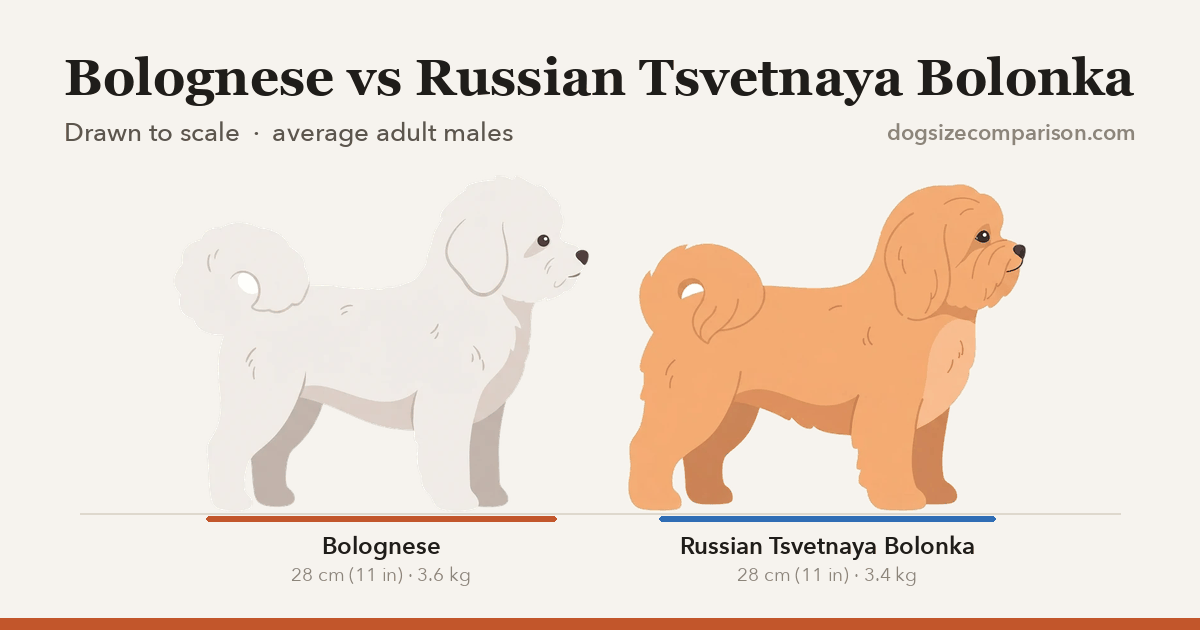 Bolognese vs Russian Tsvetnaya Bolonka
Drawn to scale · average adult males
dogsizecomparison.com
Bolognese
28 cm (11 in) · 3.6 kg
Russian Tsvetnaya Bolonka
28 cm (11 in) · 3.4 kg